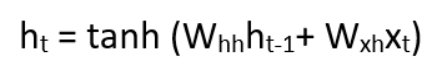 hₜ = tanh (Wₕₕhₜ₋₁+ Wₓₕxₜ)